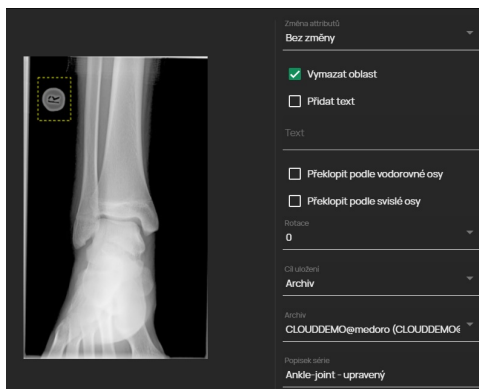 Změna attributů
Bez změny
Vymazat oblast
Přidat text
Text
Překlopit podle vodorovné osy
Překlopit podle svislé osy
Rotace
0
Cíl uložení
Archiv
Archiv
CLOUDDEMO@medoro (CLOUDDEMO@
Popisek série
Ankle-joint - upravený
R